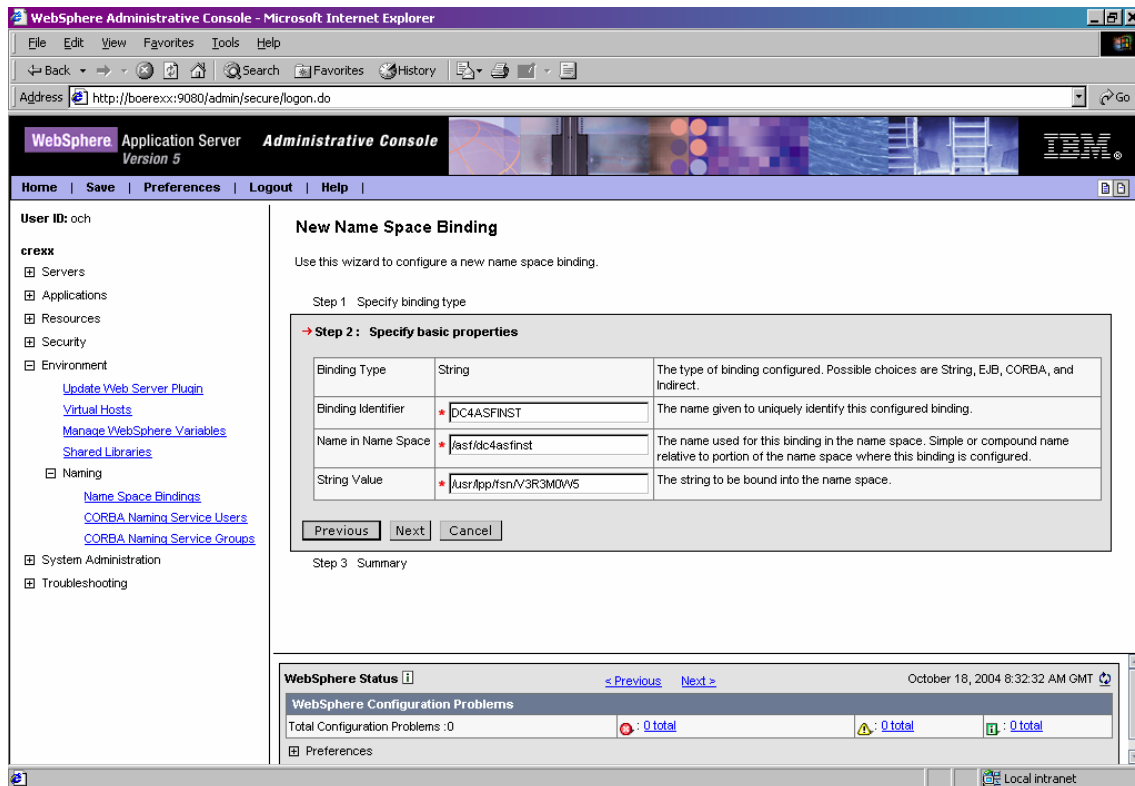 WebSphere Administrative Console - Microsoft Internet Explorer
File Edit View Favorites Tools Help
Back Search Favorites History
Address http://boerexx:9080/admin/secure/logon.do Go
WebSphere Application Server Administrative Console
Version 5
IBM ®
Home | Save | Preferences | Logout | Help |
User ID: och
crexx
Servers
Applications
Resources
Security
Environment
Update Web Server Plugin
Virtual Hosts
Manage WebSphere Variables
Shared Libraries
Naming
Name Space Bindings
CORBA Naming Service Users
CORBA Naming Service Groups
System Administration
Troubleshooting
New Name Space Binding
Use this wizard to configure a new name space binding.
Step 1 Specify binding type
Step 2 : Specify basic properties
Binding Type String The type of binding configured. Possible choices are String, EJB, CORBA, and
Indirect.
Binding Identifier * DC4ASFINST The name given to uniquely identify this configured binding.
Name in Name Space * /asf/dc4asfinst The name used for this binding in the name space. Simple or compound name
relative to portion of the name space where this binding is configured.
String Value * /usr/lpp/fsn/V3R3M0W5 The string to be bound into the name space.
Previous Next Cancel
Step 3 Summary
WebSphere Status i < Previous Next > October 18, 2004 8:32:32 AM GMT
WebSphere Configuration Problems
Total Configuration Problems :0 : 0 total : 0 total : 0 total
Preferences
Local intranet